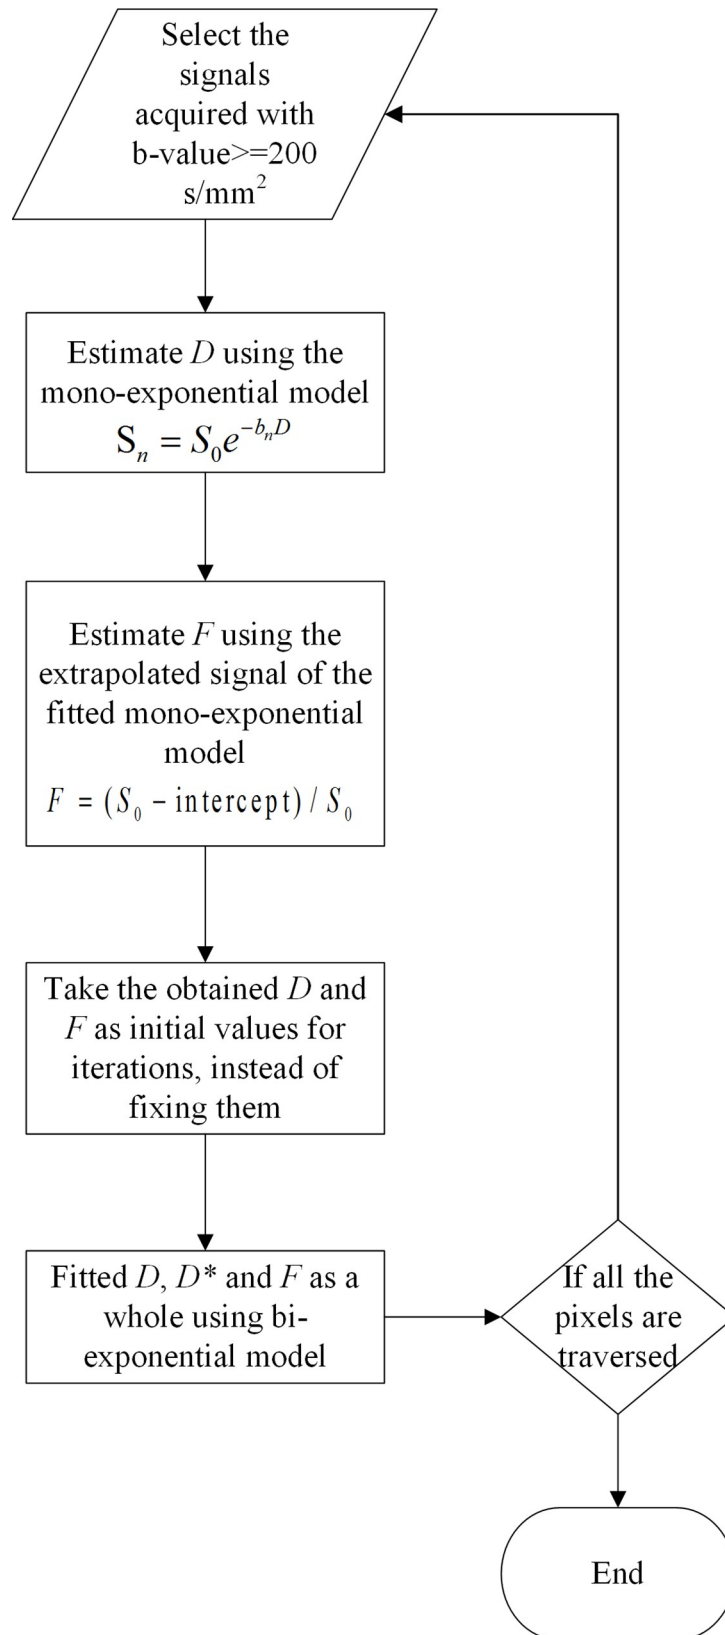 Select the
signals
acquired with
b-value>=200
s/mm²
Estimate D using the
mono-exponential model
Sₙ = S₀e^{-bₙD}
Estimate F using the
extrapolated signal of the
fitted mono-exponential
model
F = (S₀ − intercept) / S₀
Take the obtained D and
F as initial values for
iterations, instead of
fixing them
Fitted D, D* and F as a
whole using bi-
exponential model
If all the
pixels are
traversed
End